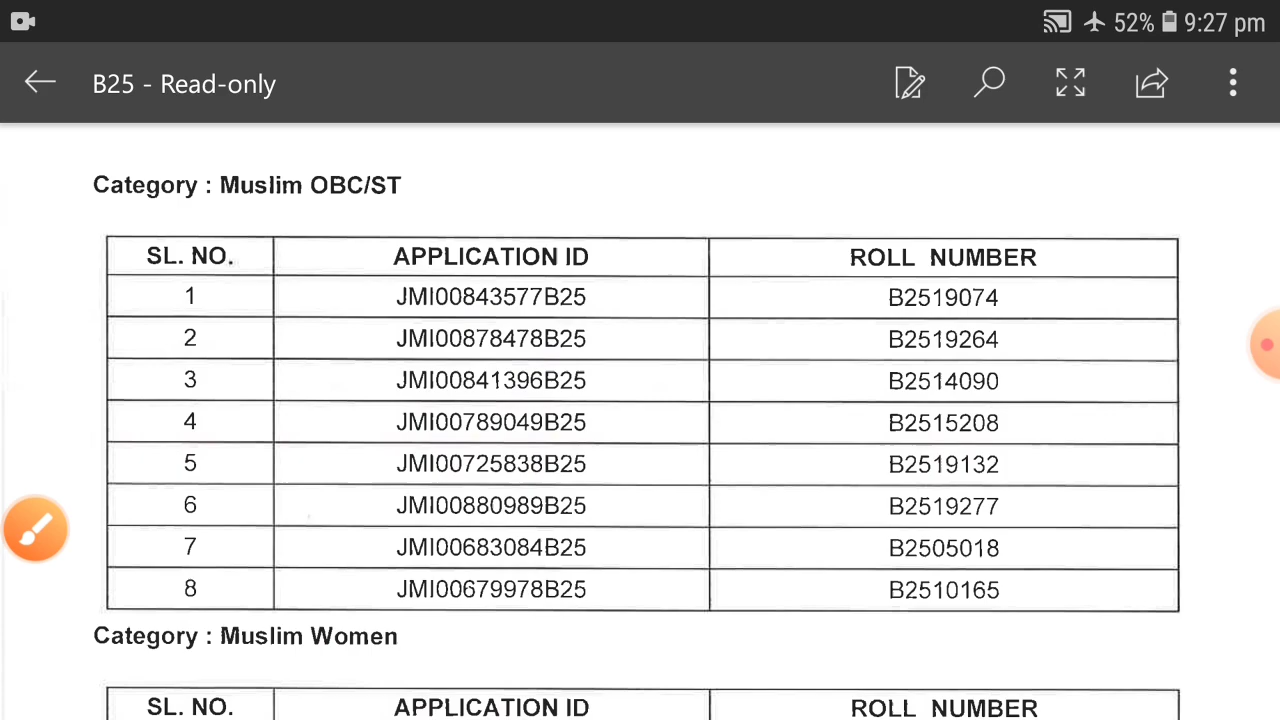 52% 9:27 pm
B25 - Read-only
Category : Muslim OBC/ST
SL. NO. APPLICATION ID ROLL NUMBER
1 JMI00843577B25 B2519074
2 JMI00878478B25 B2519264
3 JMI00841396B25 B2514090
4 JMI00789049B25 B2515208
5 JMI00725838B25 B2519132
6 JMI00880989B25 B2519277
7 JMI00683084B25 B2505018
8 JMI00679978B25 B2510165
Category : Muslim Women
SL. NO. APPLICATION ID ROLL NUMBER